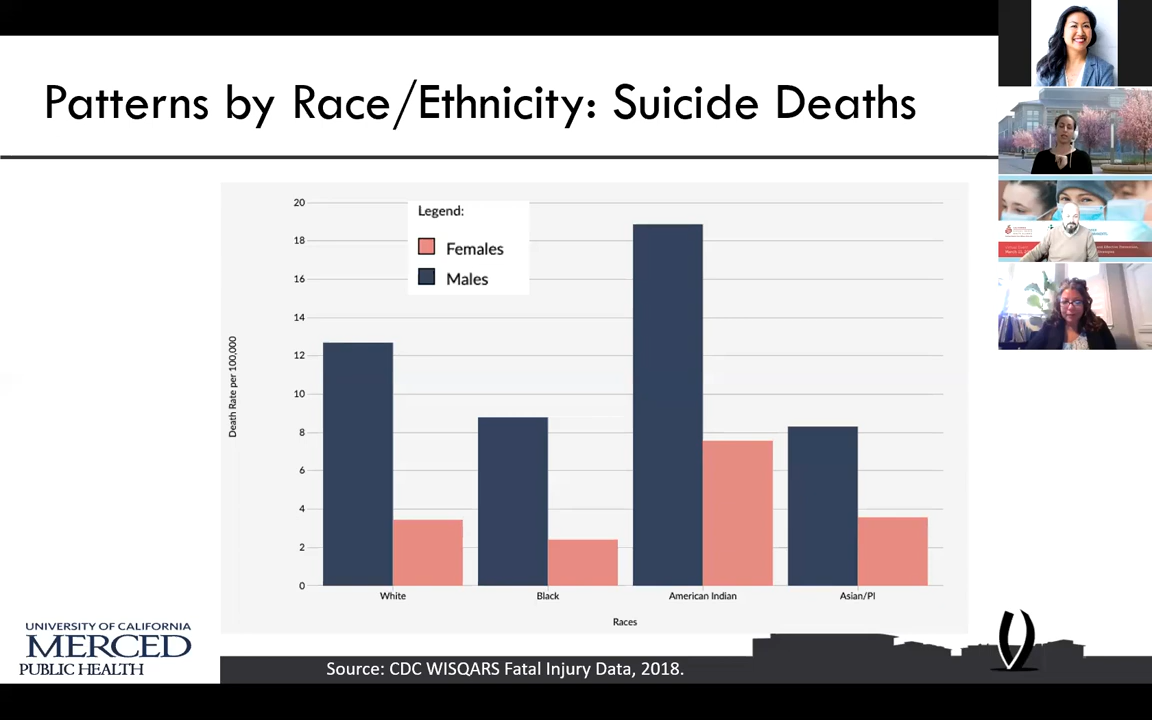 Patterns by Race/Ethnicity: Suicide Deaths
Legend:
Females
Males
Death Rate per 100,000
20
18
16
14
12
10
8
6
4
2
0
White
Black
American Indian
Asian/PI
Races
UNIVERSITY OF CALIFORNIA
MERCED
PUBLIC HEALTH
Source: CDC WISQARS Fatal Injury Data, 2018.